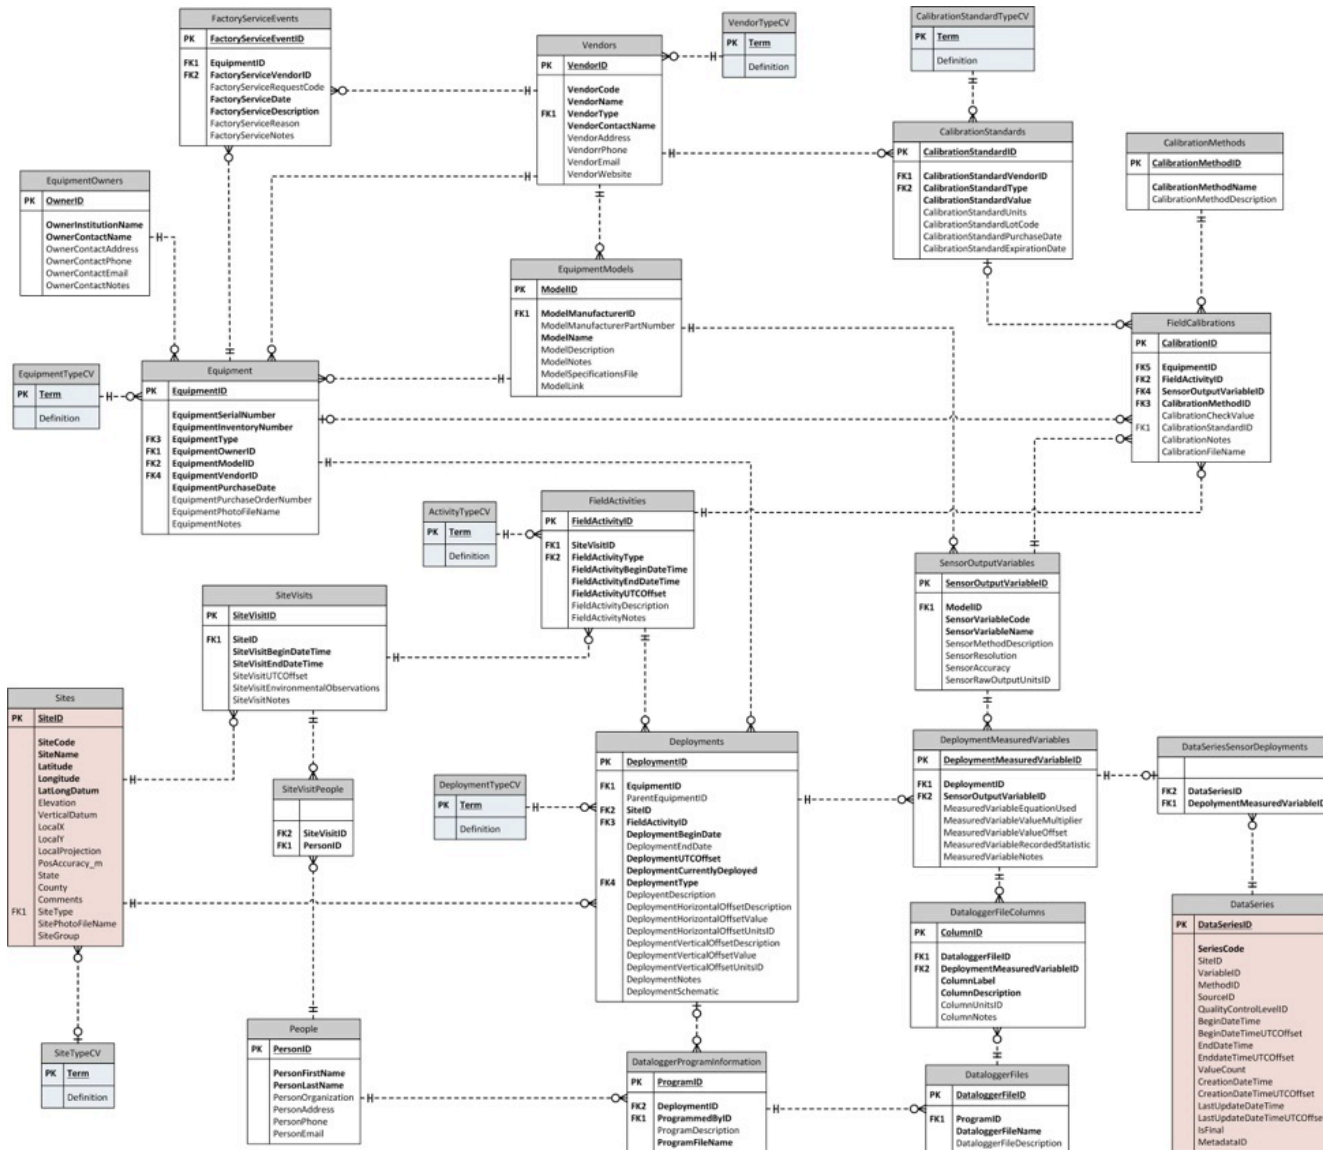 FactoryServiceEvents
PK FactoryServiceEventID
FK1 EquipmentID
FK2 FactoryServiceVendorID
FactoryServiceRequestCode
FactoryServiceDate
FactoryServiceDescription
FactoryServiceReason
FactoryServiceNotes
Vendors
PK VendorID
VendorCode
VendorName
FK1 VendorType
VendorContactName
VendorAddress
VendorrPhone
VendorEmail
VendorWebsite
VendorTypeCV
PK Term
Definition
CalibrationStandardTypeCV
PK Term
Definition
CalibrationStandards
PK CalibrationStandardID
FK1 CalibrationStandardVendorID
FK2 CalibrationStandardType
CalibrationStandardValue
CalibrationStandardUnits
CalibrationStandardLotCode
CalibrationStandardPurchaseDate
CalibrationStandardExpirationDate
CalibrationMethods
PK CalibrationMethodID
CalibrationMethodName
CalibrationMethodDescription
EquipmentOwners
PK OwnerID
OwnerInstitutionName
OwnerContactName
OwnerContactAddress
OwnerContactPhone
OwnerContactEmail
OwnerContactNotes
EquipmentModels
PK ModelID
FK1 ModelManufacturerID
ModelManufacturerPartNumber
ModelName
ModelDescription
ModelNotes
ModelSpecificationsFile
ModelLink
FieldCalibrations
PK CalibrationID
FK5 EquipmentID
FK2 FieldActivityID
FK4 SensorOutputVariableID
FK3 CalibrationMethodID
CalibrationCheckValue
FK1 CalibrationStandardID
CalibrationNotes
CalibrationFileName
EquipmentTypeCV
PK Term
Definition
Equipment
PK EquipmentID
EquipmentSerialNumber
EquipmentInventoryNumber
FK3 EquipmentType
FK1 EquipmentOwnerID
FK2 EquipmentModelID
FK4 EquipmentVendorID
EquipmentPurchaseDate
EquipmentPurchaseOrderNumber
EquipmentPhotoFileName
EquipmentNotes
ActivityTypeCV
PK Term
Definition
FieldActivities
PK FieldActivityID
FK1 SiteVisitID
FK2 FieldActivityType
FieldActivityBeginDateTime
FieldActivityEndDateTime
FieldActivityUTCOffset
FieldActivityDescription
FieldActivityNotes
SensorOutputVariables
PK SensorOutputVariableID
FK1 ModelID
SensorVariableCode
SensorVariableName
SensorMethodDescription
SensorResolution
SensorAccuracy
SensorRawOutputUnitsID
SiteVisits
PK SiteVisitID
FK1 SiteID
SiteVisitBeginDateTime
SiteVisitEndDateTime
SiteVisitUTCOffset
SiteVisitEnvironmentalObservations
SiteVisitNotes
Sites
PK SiteID
SiteCode
SiteName
Latitude
Longitude
LatLongDatum
Elevation
VerticalDatum
LocalX
LocalY
LocalProjection
PosAccuracy_m
State
County
Comments
FK1 SiteType
SitePhotoFileName
SiteGroup
SiteVisitPeople
FK2 SiteVisitID
FK1 PersonID
DeploymentTypeCV
PK Term
Definition
Deployments
PK DeploymentID
FK1 EquipmentID
ParentEquipmentID
FK2 SiteID
FK3 FieldActivityID
DeploymentBeginDate
DeploymentEndDate
DeploymentUTCOffset
DeploymentCurrentlyDeployed
FK4 DeploymentType
DeployentDescription
DeploymentHorizontalOffsetDescription
DeploymentHorizontalOffsetValue
DeploymentHorizontalOffsetUnitsID
DeploymentVerticalOffsetDescription
DeploymentVerticalOffsetValue
DeploymentVerticalOffsetUnitsID
DeploymentNotes
DeploymentSchematic
DeploymentMeasuredVariables
PK DeploymentMeasuredVariableID
FK1 DeploymentID
FK2 SensorOutputVariableID
MeasuredVariableEquationUsed
MeasuredVariableValueMultiplier
MeasuredVariableValueOffset
MeasuredVariableRecordedStatistic
MeasuredVariableNotes
DataSeriesSensorDeployments
FK2 DataSeriesID
FK1 DepolymentMeasuredVariableID
DataloggerFileColumns
PK ColumnID
FK1 DataloggerFileID
FK2 DeploymentMeasuredVariableID
ColumnLabel
ColumnDescription
ColumnUnitsID
ColumnNotes
DataSeries
PK DataSeriesID
SeriesCode
SiteID
VariableID
MethodID
SourceID
QualityControlLevelID
BeginDateTime
BeginDateTimeUTCOffset
EndDateTime
EnddateTimeUTCOffset
ValueCount
CreationDateTime
CreationDateTimeUTCOffset
LastUpdateDateTime
LastUpdateDateTimeUTCOffse
IsFinal
MetadataID
SiteTypeCV
PK Term
Definition
People
PK PersonID
PersonFirstName
PersonLastName
PersonOrganization
PersonAddress
PersonPhone
PersonEmail
DataloggerProgramInformation
PK ProgramID
FK2 DeploymentID
FK1 ProgrammedByID
ProgramDescription
ProgramFileName
DataloggerFiles
PK DataloggerFileID
FK1 ProgramID
DataloggerFileName
DataloggerFileDescription